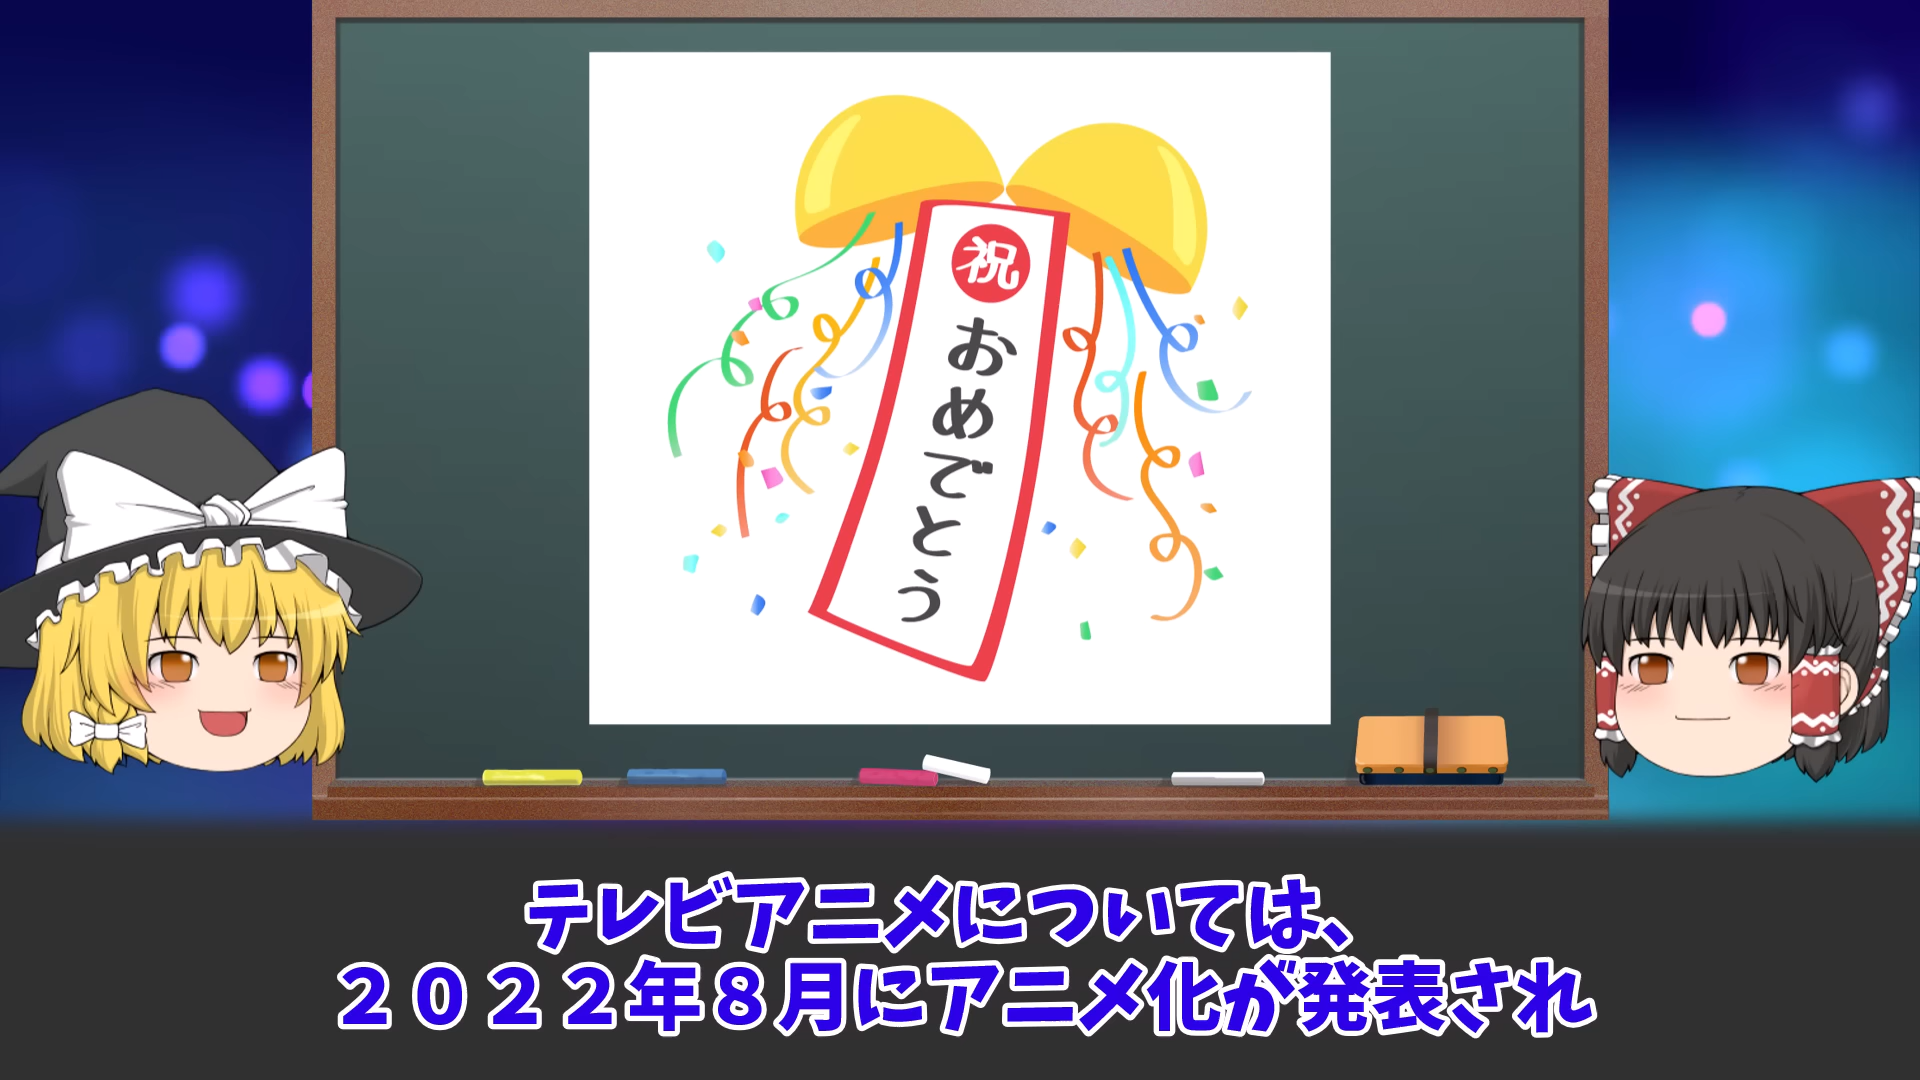 祝
おめでとう
テレビアニメについては、
２０２２年８月にアニメ化が発表され